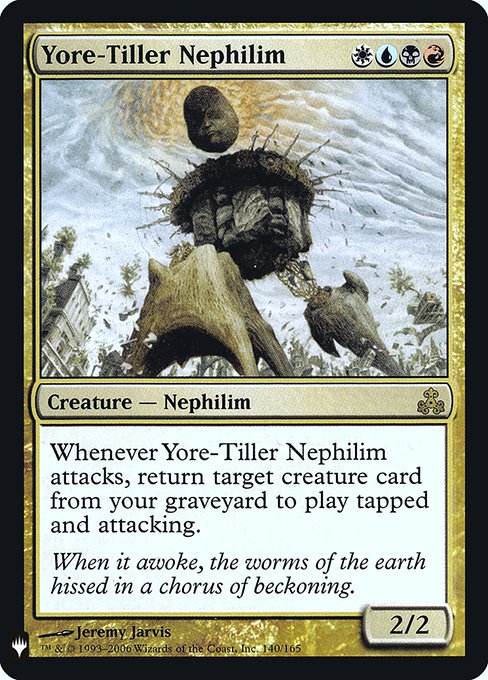 Yore-Tiller Nephilim
Creature — Nephilim
Whenever Yore-Tiller Nephilim
attacks, return target creature card
from your graveyard to play tapped
and attacking.
When it awoke, the worms of the earth
hissed in a chorus of beckoning.
2/2
Jeremy Jarvis
™ & © 1993–2006 Wizards of the Coast, Inc. 140/165